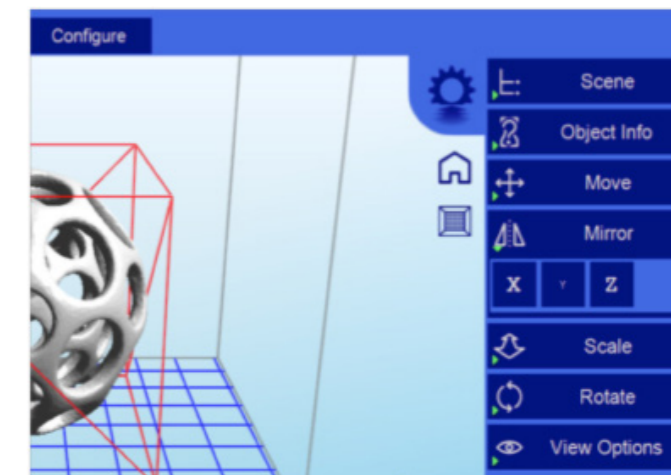 Configure
Scene
Object Info
Move
Mirror
X Y Z
Scale
Rotate
View Options